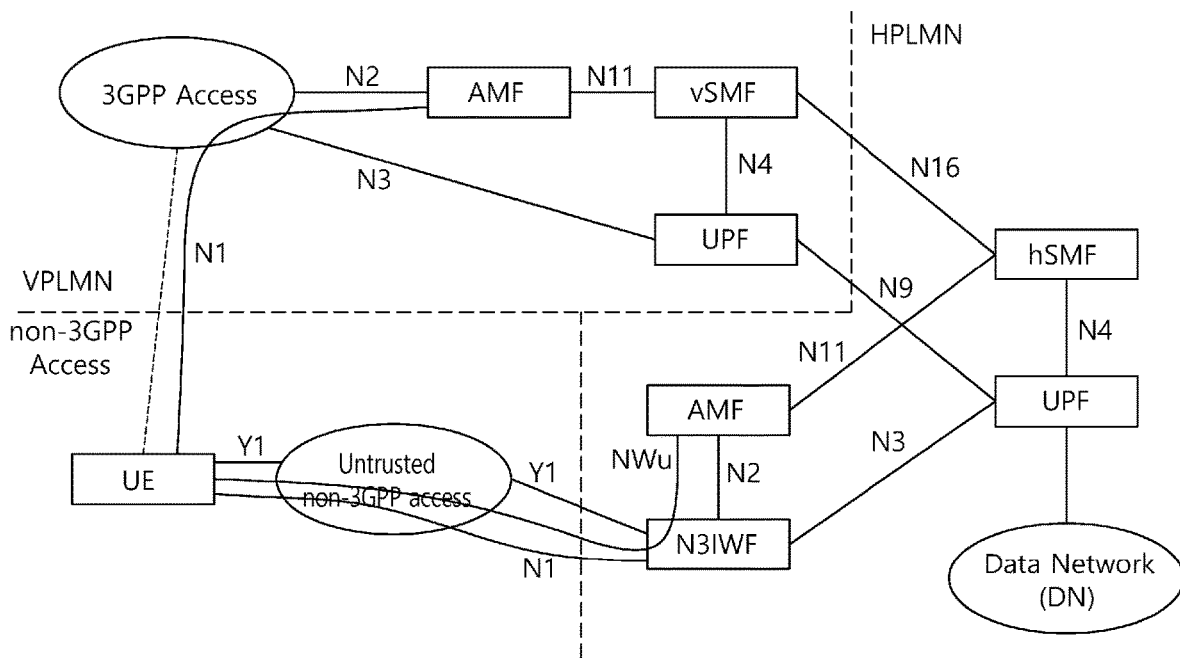 HPLMN
3GPP Access
N2
AMF
N11
vSMF
N3
N4
N16
N1
UPF
hSMF
VPLMN
N9
non-3GPP
Access
N11
N4
AMF
UPF
Y1
Untrusted
non-3GPP access
Y1
NWu
N2
N3
UE
N3IWF
N1
Data Network
(DN)